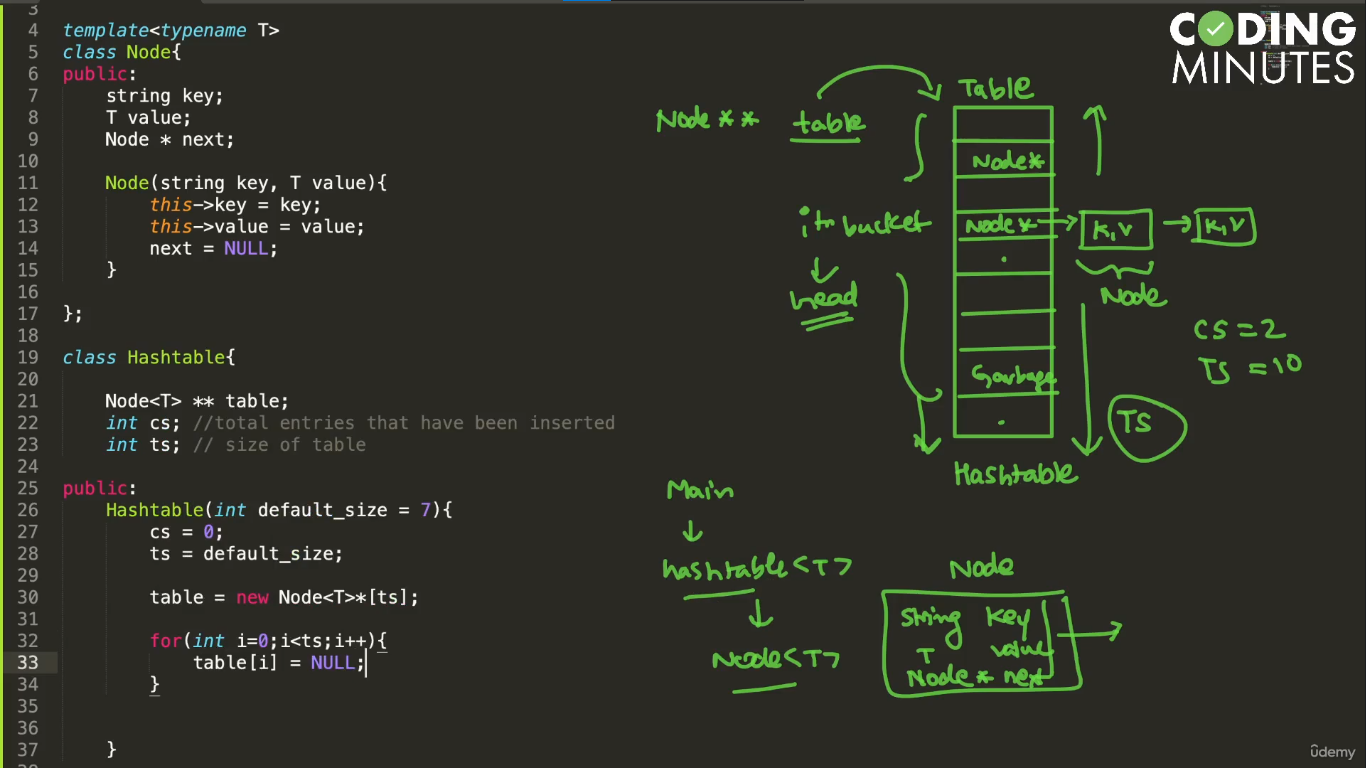 3
4 template<typename T>
5 class Node{
6 public:
7 string key;
8 T value;
9 Node * next;
10
11 Node(string key, T value){
12 this->key = key;
13 this->value = value;
14 next = NULL;
15 }
16
17 };
18
19 class Hashtable{
20
21 Node<T> ** table;
22 int cs; //total entries that have been inserted
23 int ts; // size of table
24
25 public:
26 Hashtable(int default_size = 7){
27 cs = 0;
28 ts = default_size;
29
30 table = new Node<T>*[ts];
31
32 for(int i=0;i<ts;i++){
33 table[i] = NULL;
34 }
35
36
37 }
CODING
MINUTES
Table
Node ** table
Node*
ith bucket Node* K,V K,V
head
Node
CS = 2
TS = 10
Garbage
TS
Hashtable
Main
hashtable<T>
Node<T>
Node
string key
T value
Node* next
udemy